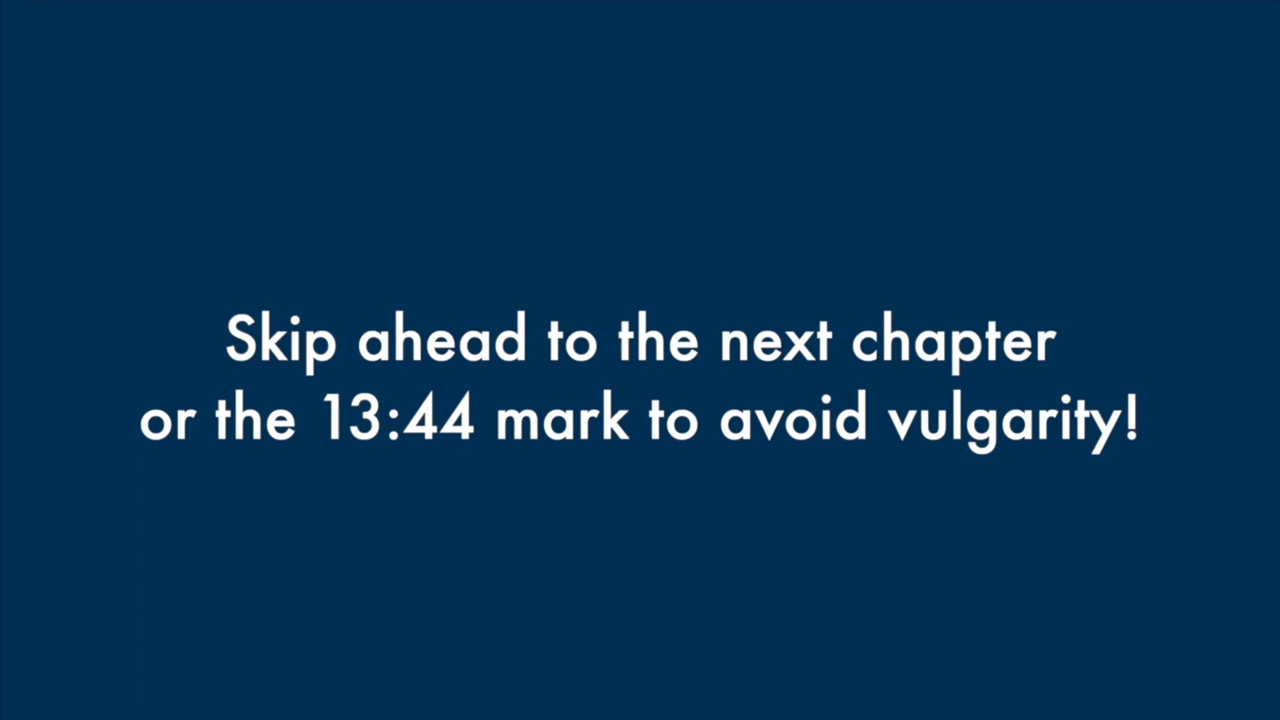 Skip ahead to the next chapter
or the 13:44 mark to avoid vulgarity!